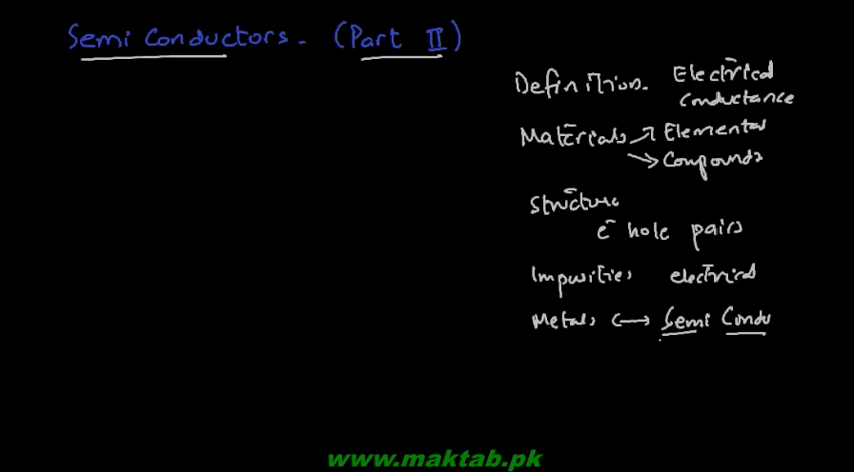 Semi Conductors. (Part II)
Definition. Electrical
conductance
Materials → Elemental
→ Compounds
Structure
e⁻ hole pairs
Impurities electrical
Metals ⟷ Semi Condu
www.maktab.pk